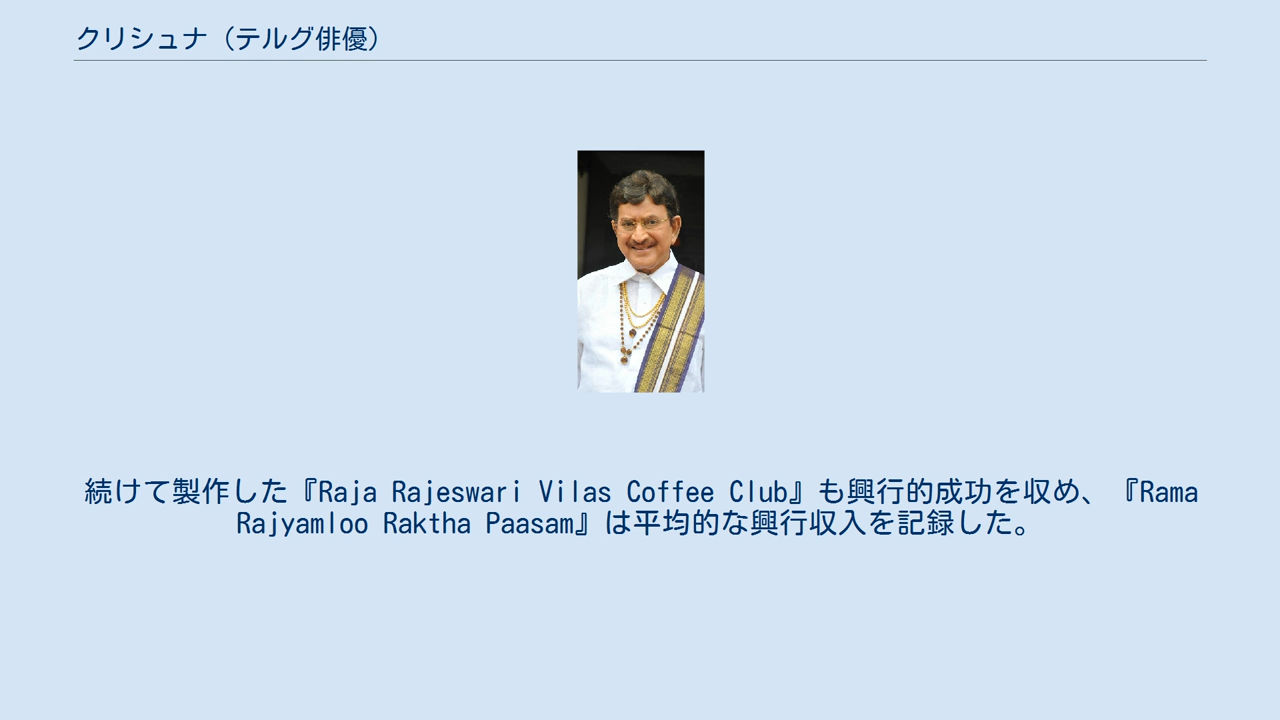 クリシュナ（テルグ俳優）
続けて製作した『Raja Rajeswari Vilas Coffee Club』も興行的成功を収め、『Rama
Rajyamloo Raktha Paasam』は平均的な興行収入を記録した。